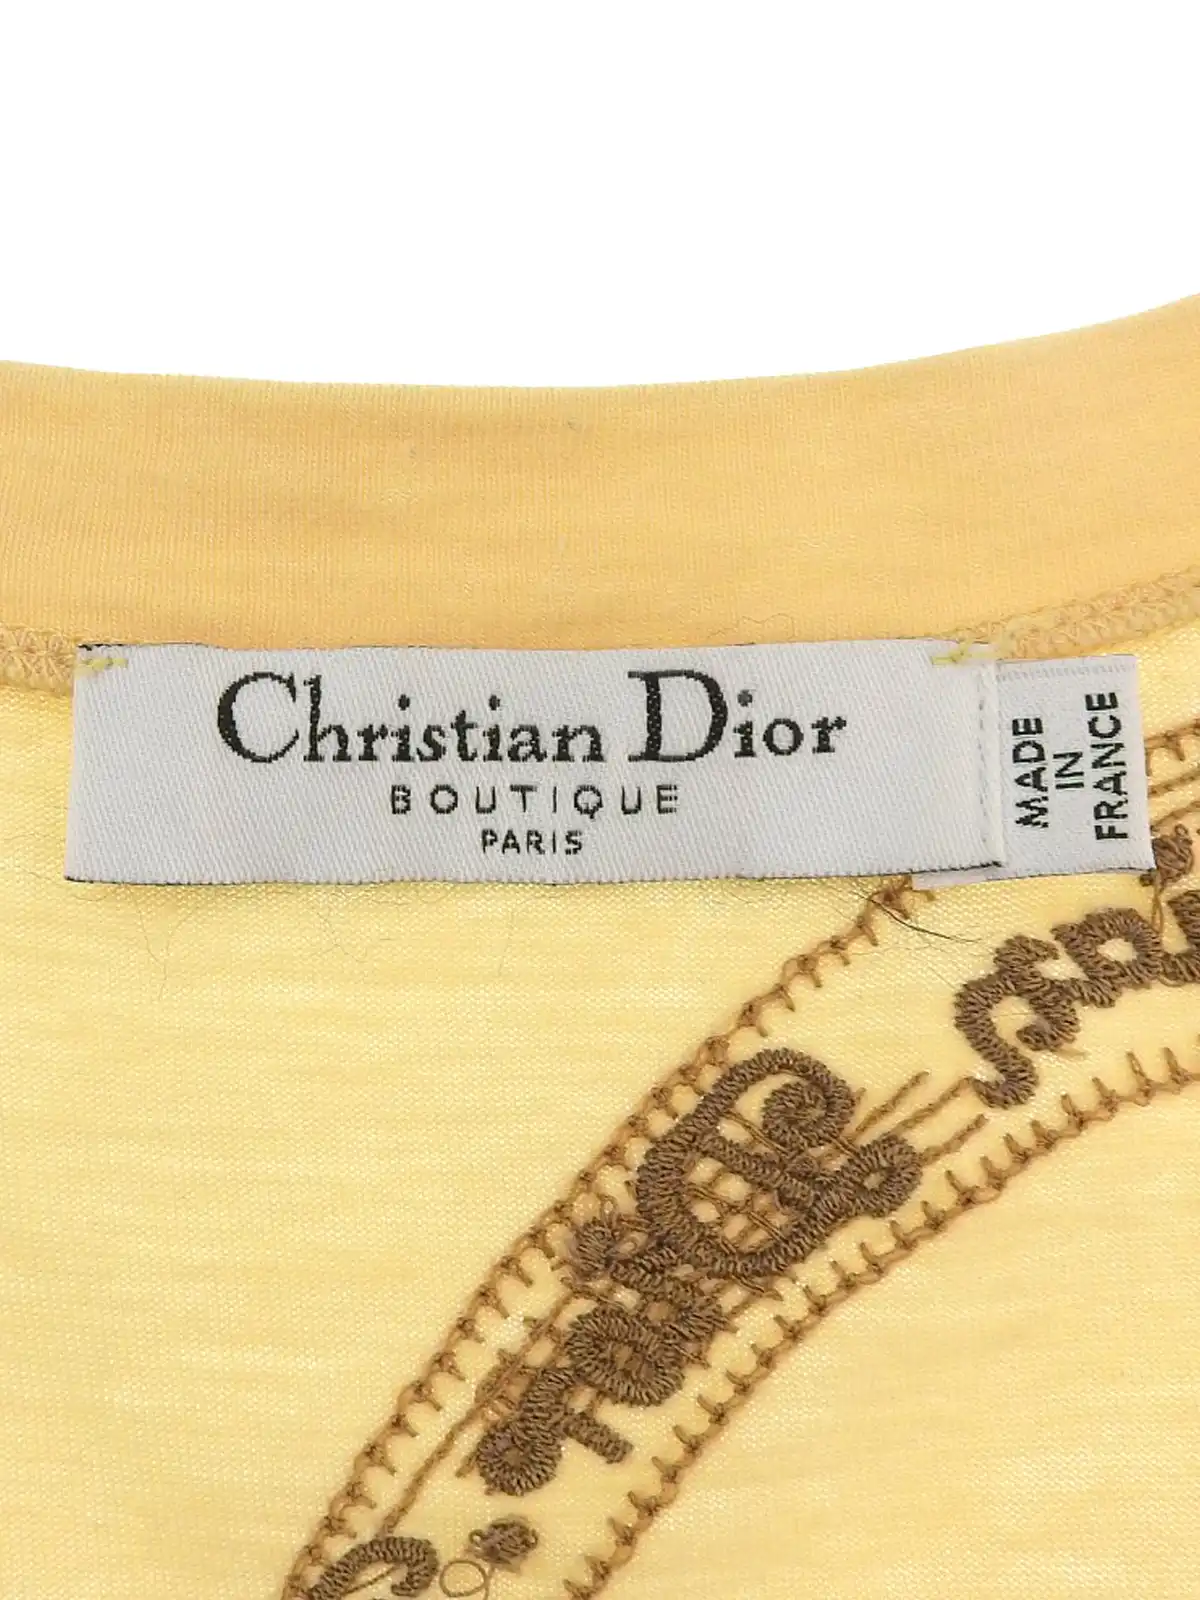 Christian Dior
BOUTIQUE
PARIS
MADE
IN
FRANCE